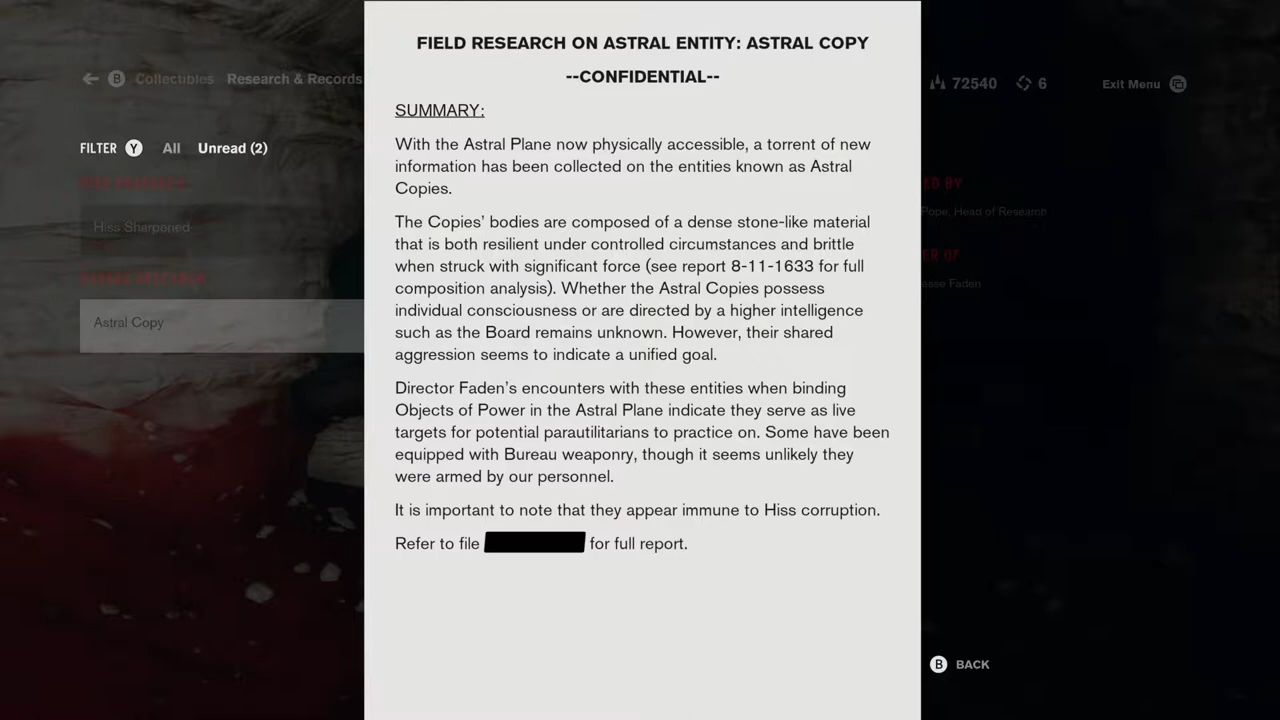 FIELD RESEARCH ON ASTRAL ENTITY: ASTRAL COPY
--CONFIDENTIAL--
B Collectibles Research & Records
72540 6 Exit Menu
SUMMARY:
With the Astral Plane now physically accessible, a torrent of new
information has been collected on the entities known as Astral
Copies.
FILTER Y All Unread (2)
The Copies' bodies are composed of a dense stone-like material
that is both resilient under controlled circumstances and brittle
when struck with significant force (see report 8-11-1633 for full
composition analysis). Whether the Astral Copies possess
individual consciousness or are directed by a higher intelligence
such as the Board remains unknown. However, their shared
aggression seems to indicate a unified goal.
Hiss Sharpened
Astral Copy
Director Faden's encounters with these entities when binding
Objects of Power in the Astral Plane indicate they serve as live
targets for potential parautilitarians to practice on. Some have been
equipped with Bureau weaponry, though it seems unlikely they
were armed by our personnel.
It is important to note that they appear immune to Hiss corruption.
Refer to file for full report.
ED BY
Pope, Head of Research
ER OF
Faden
B BACK